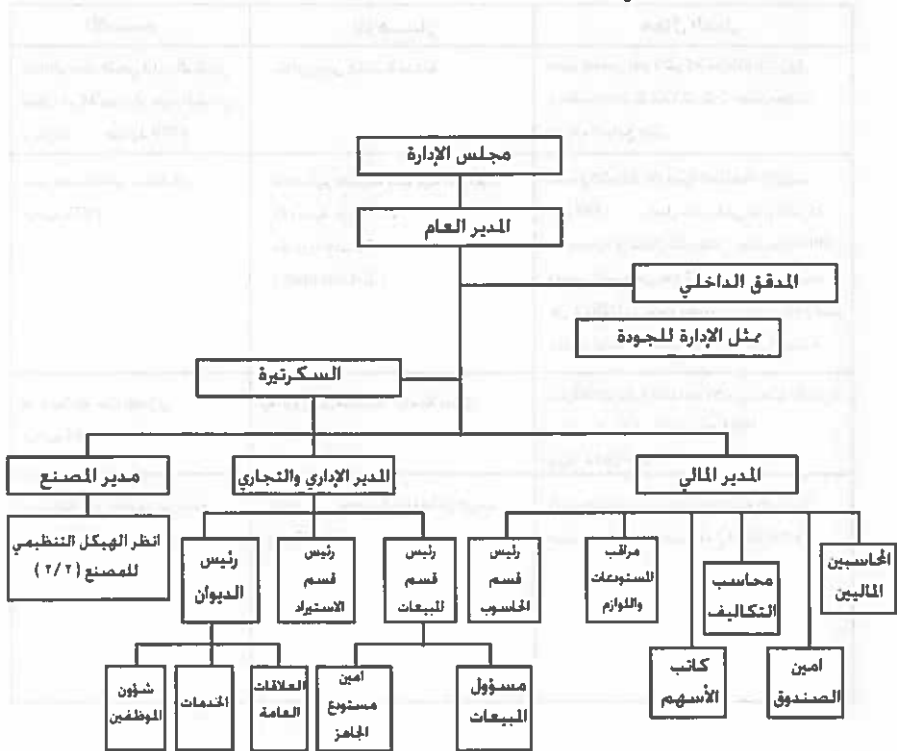 مجلس الإدارة
المدير العام
المدقق الداخلي
ممثل الإدارة للجودة
السكرتيرة
المدير المالي
المدير الاداري والتجاري
مدير المصنع
المحاسبين
الماليين
محاسب
التكاليف
مراقب
المستودعات
واللوازم
رئيس
قسم
الحاسوب
رئيس
قسم
المبيعات
رئيس
قسم
الاستيراد
رئيس
الديوان
انظر الهيكل التنظيمي
للمصنع (٢/٢)
امين
الصندوق
كاتب
الأسهم
مسؤول
المبيعات
امين
مستودع
الجاهز
العلاقات
العامة
الخدمات
شؤون
الموظفين